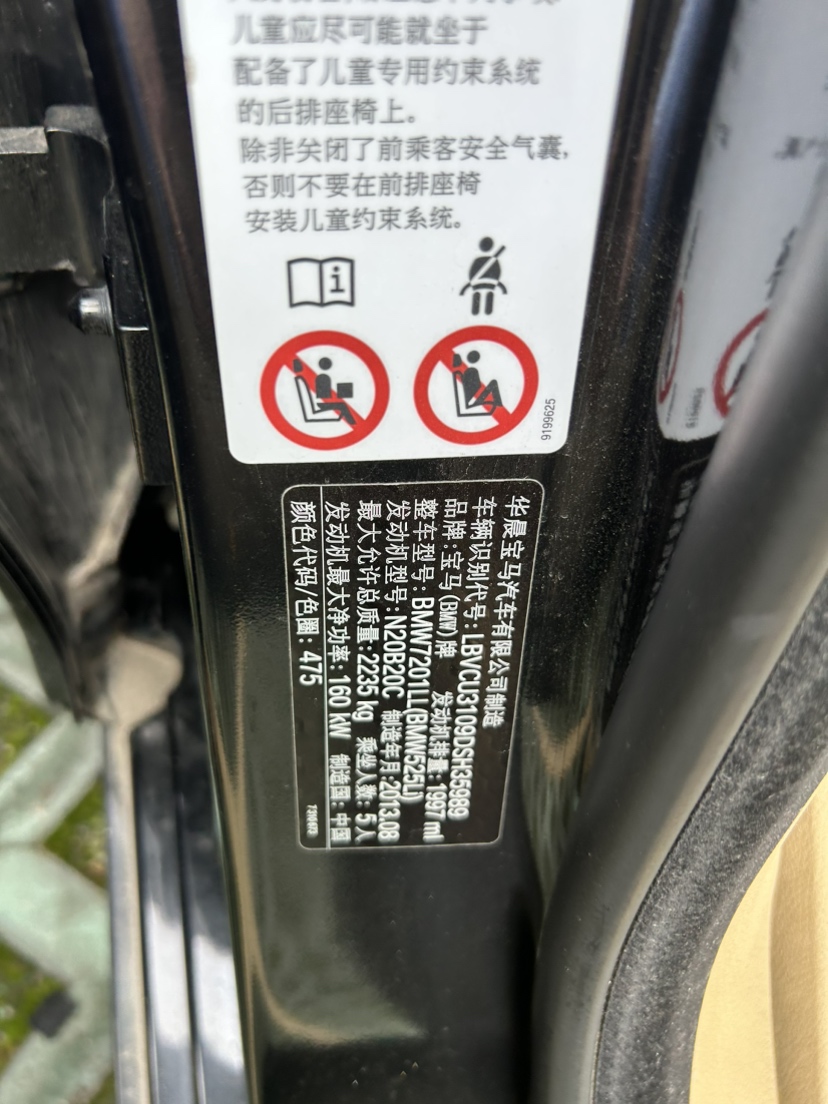 儿童应尽可能就坐于
配备了儿童专用约束系统
的后排座椅上。
除非关闭了前乘客安全气囊,
否则不要在前排座椅
安装儿童约束系统。
9199625
华晨宝马汽车有限公司制造
车辆识别代号:LBVCU3109DSH35989
品牌:宝马(BMW)牌 发动机排量: 1997 ml
整车型号: BMW7201LL(BMW525LI)
发动机型号:N20B20C 制造年月:2013.08
最大允许总质量:2235 kg 乘坐人数: 5人
发动机最大净功率: 160 kW 制造国: 中国
颜色代码/色圈: 475